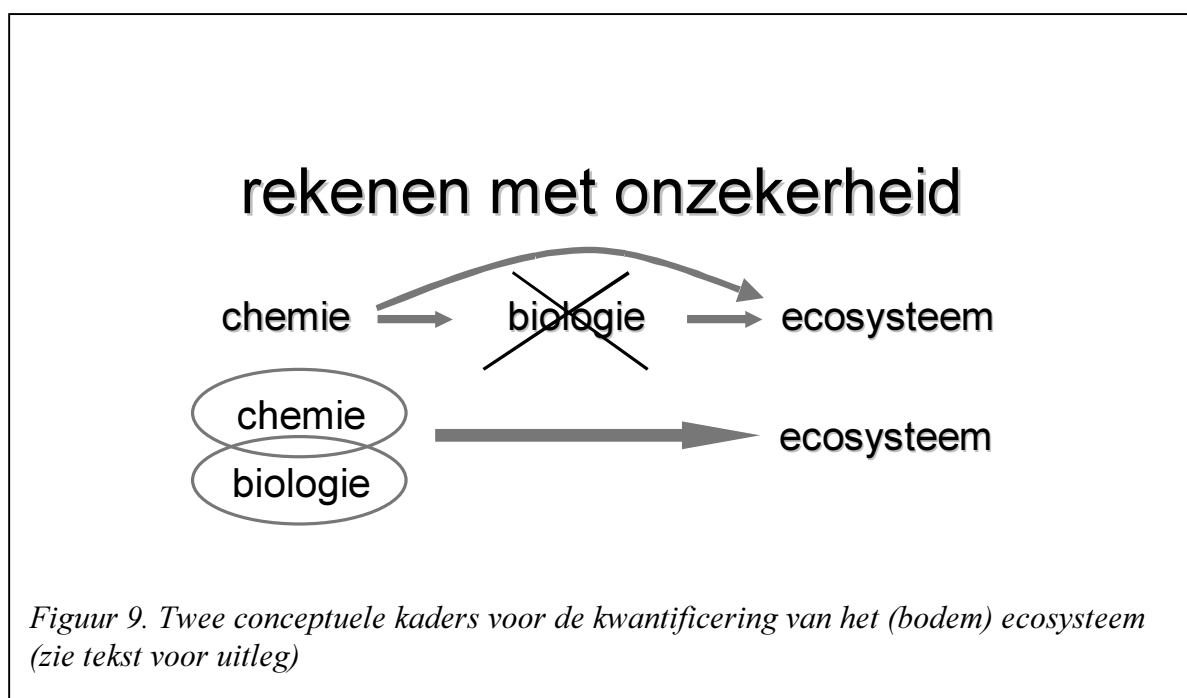 rekenen met onzekerheid
chemie biologie ecosysteem
chemie
ecosysteem
biologie
Figuur 9. Twee conceptuele kaders voor de kwantificering van het (bodem) ecosysteem
(zie tekst voor uitleg)